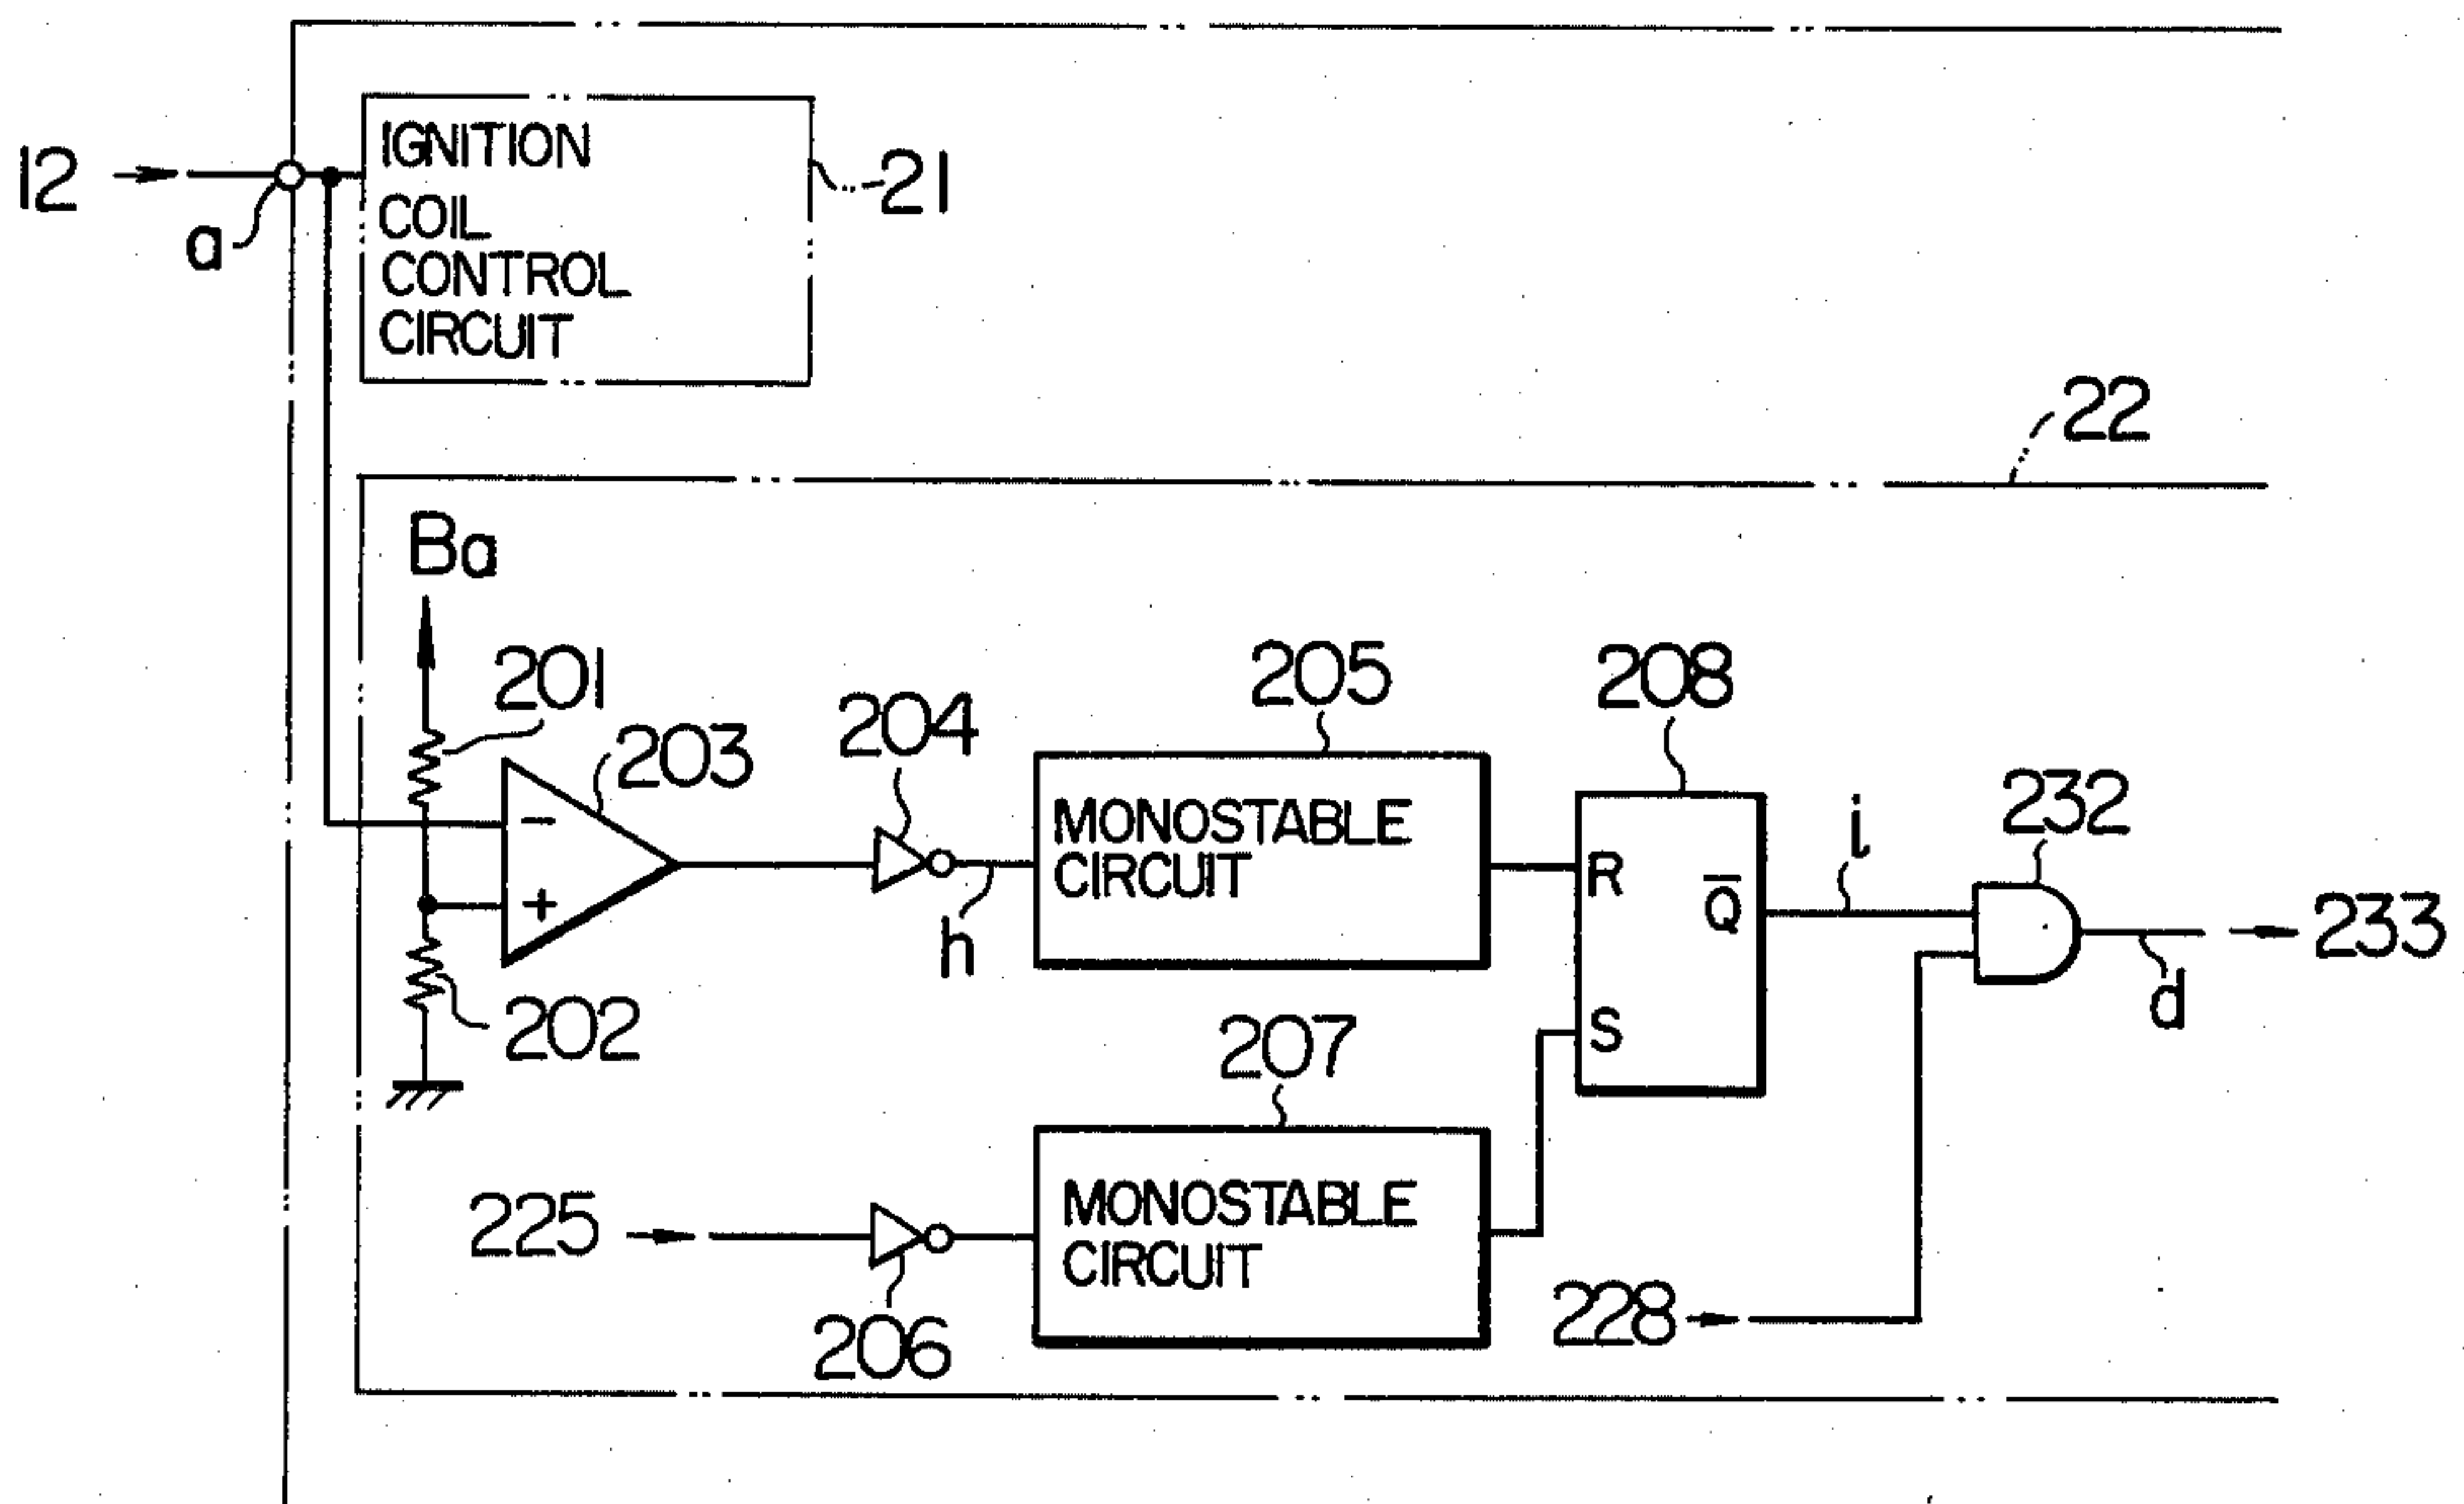 12
a
IGNITION
COIL
CONTROL
CIRCUIT
21
22
Ba
201
203
204
205
208
232
-
+
h
MONOSTABLE
CIRCUIT
R
Q̅
S
i
d
233
202
207
225
206
MONOSTABLE
CIRCUIT
228